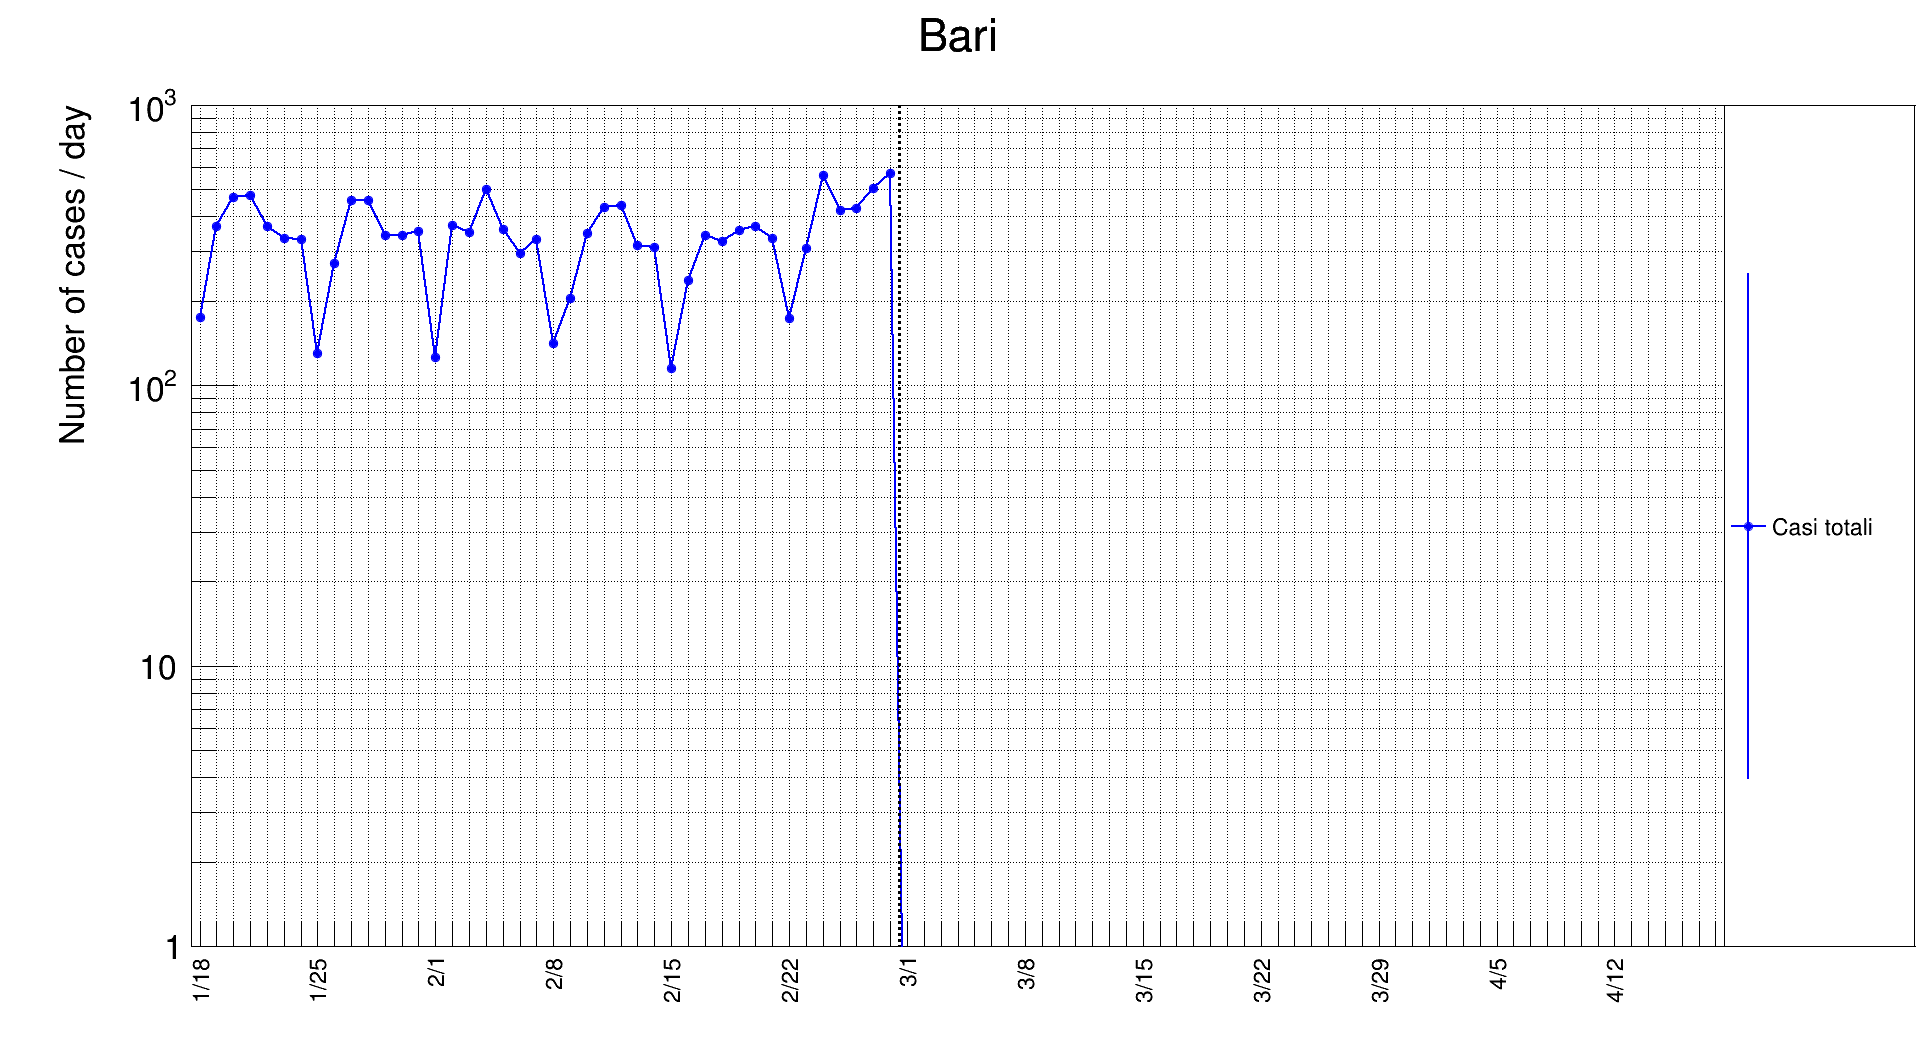 Bari
Number of cases / day
10³
10²
10
1
1/18 1/25 2/1 2/8 2/15 2/22 3/1 3/8 3/15 3/22 3/29 4/5 4/12
Casi totali